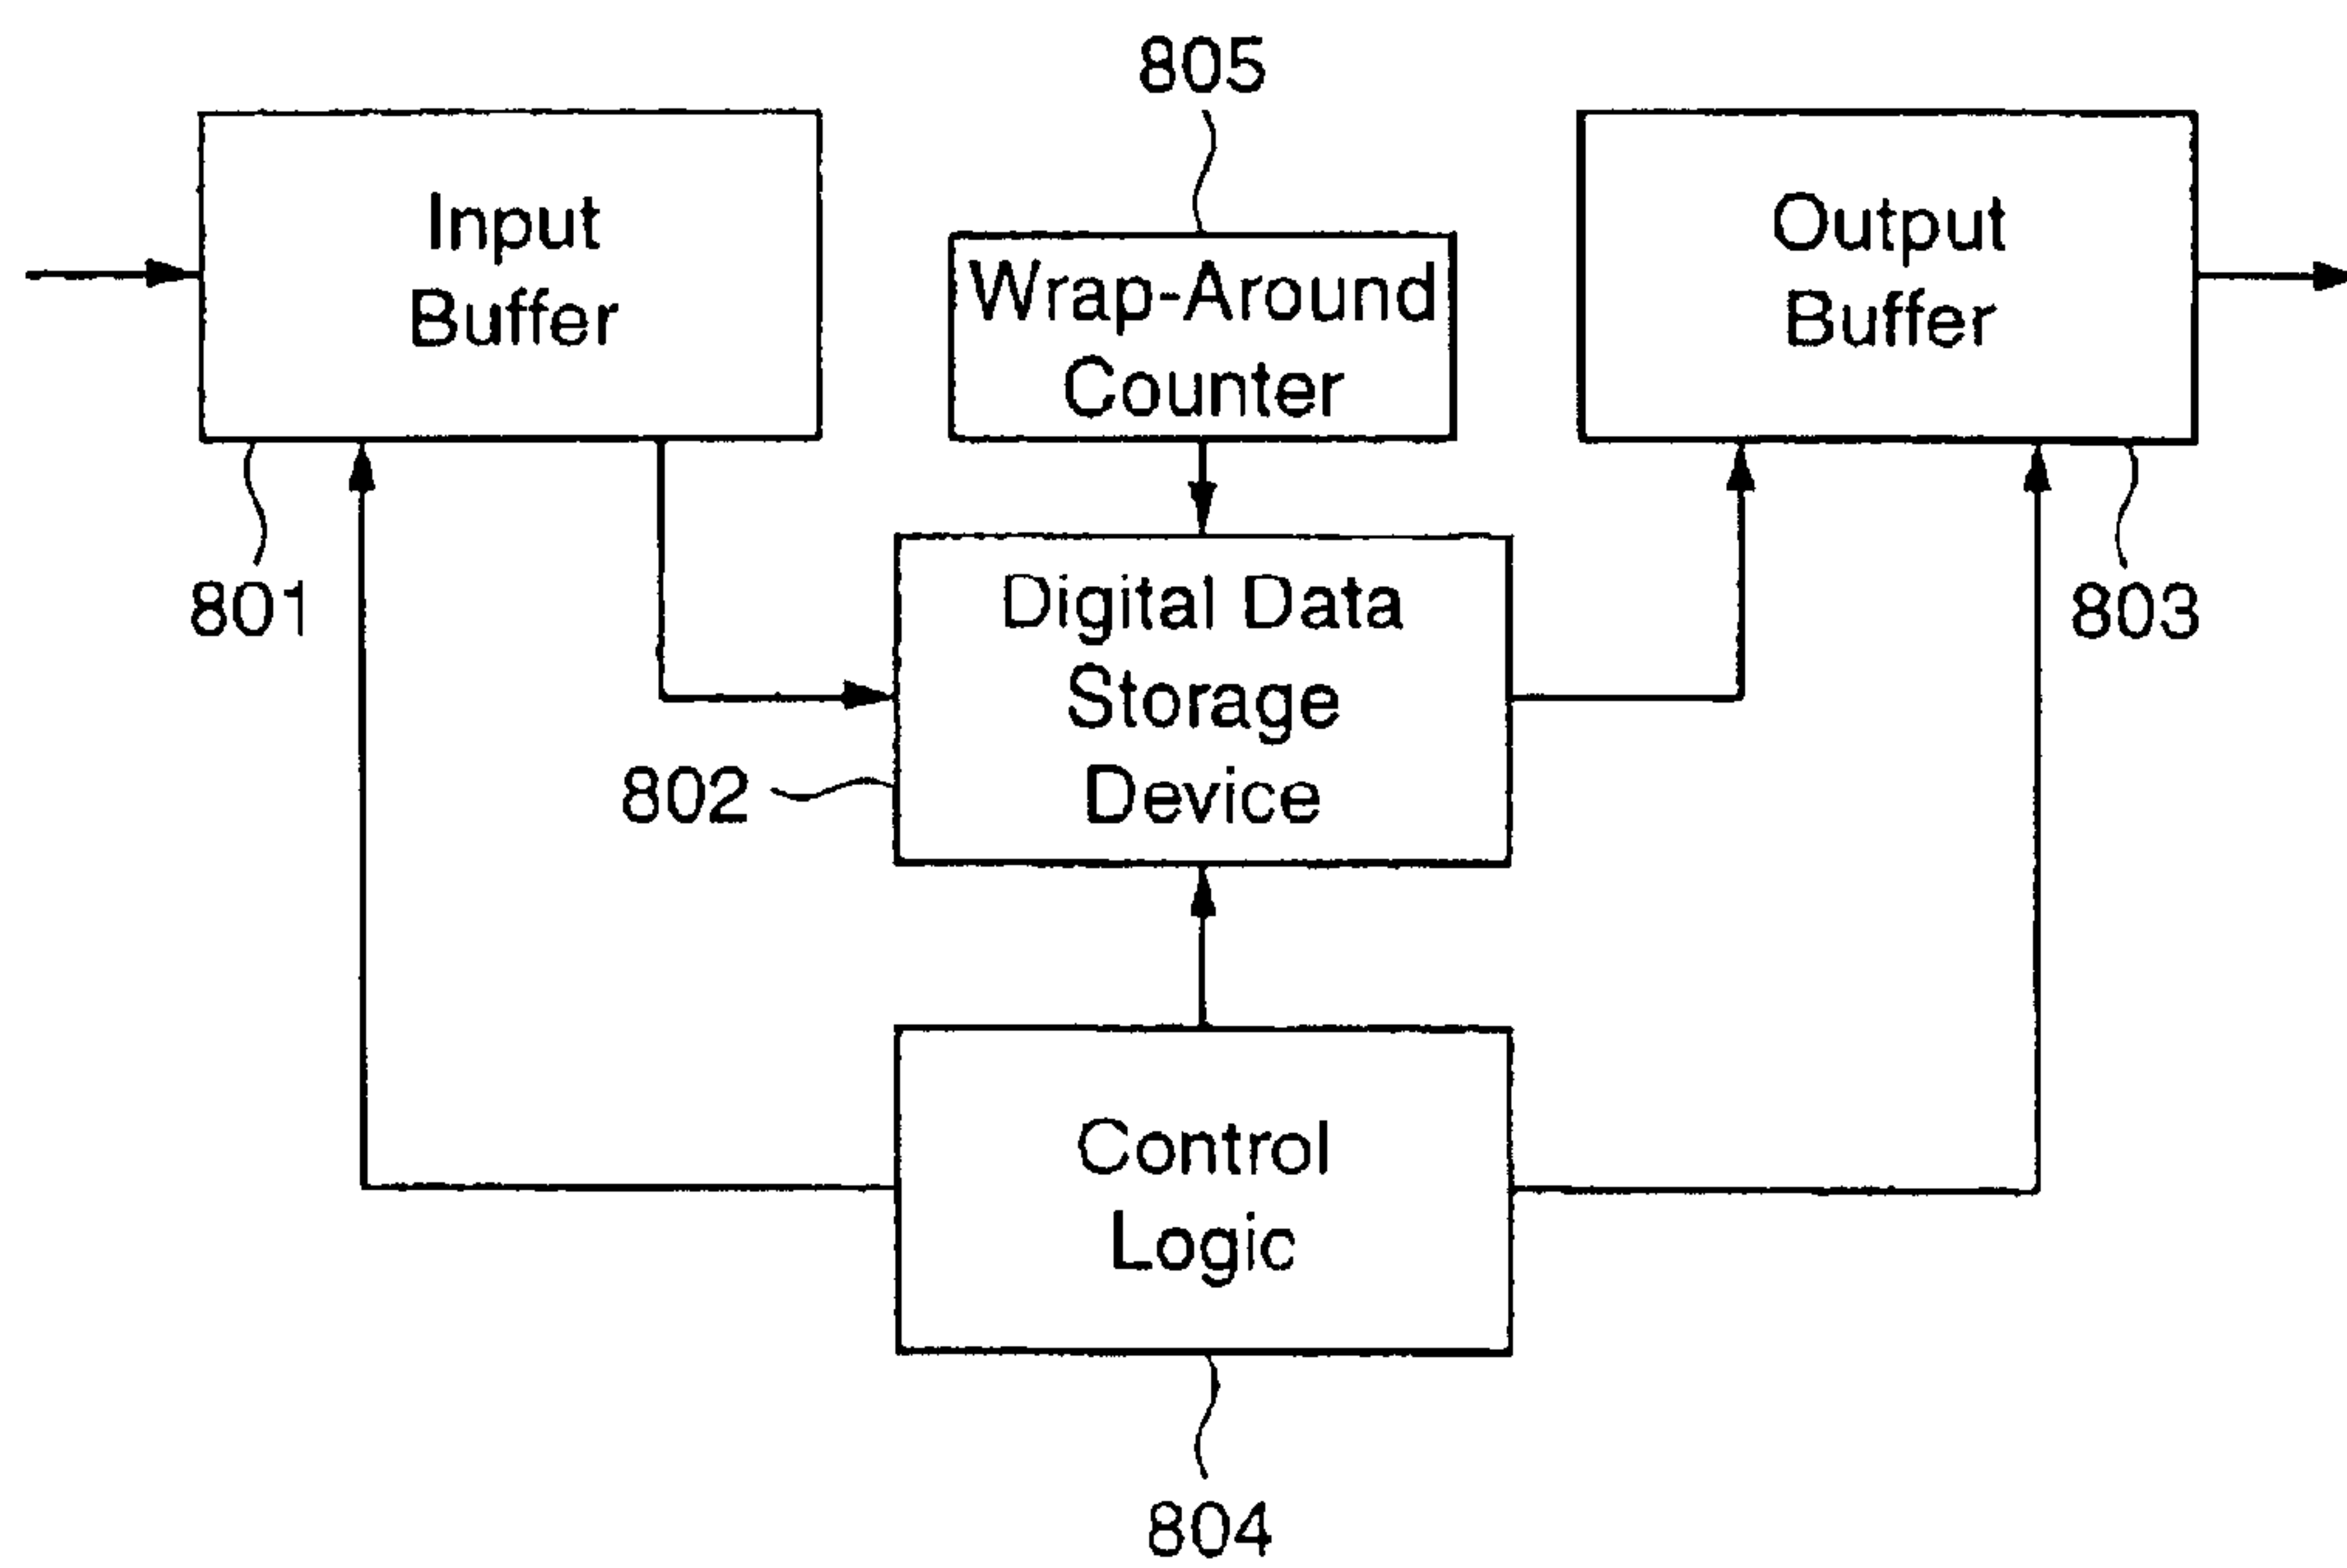 805
Input
Buffer
Wrap-Around
Counter
Output
Buffer
801
803
Digital Data
Storage
Device
802
Control
Logic
804